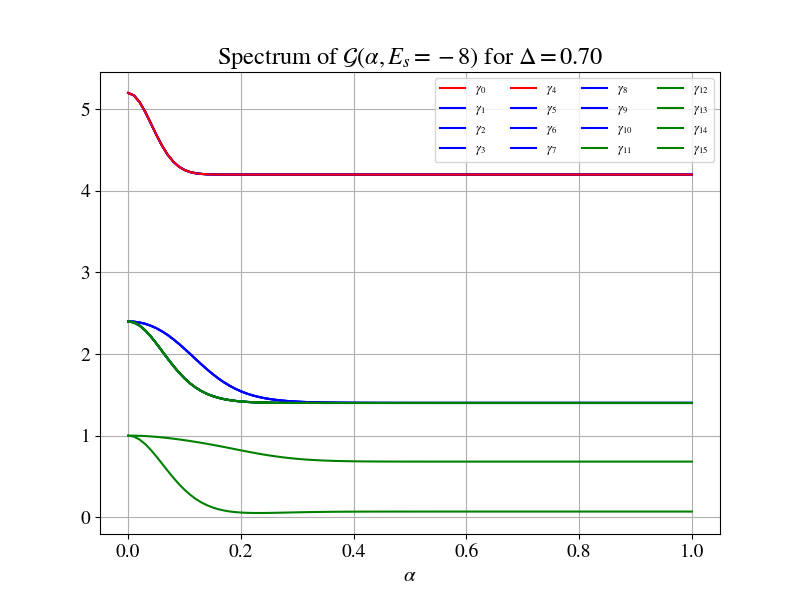 Spectrum of 𝒢(α, E_s = −8) for Δ = 0.70
γ₀ γ₄ γ₈ γ₁₂
γ₁ γ₅ γ₉ γ₁₃
γ₂ γ₆ γ₁₀ γ₁₄
γ₃ γ₇ γ₁₁ γ₁₅
5
4
3
2
1
0
0.0 0.2 0.4 0.6 0.8 1.0
α